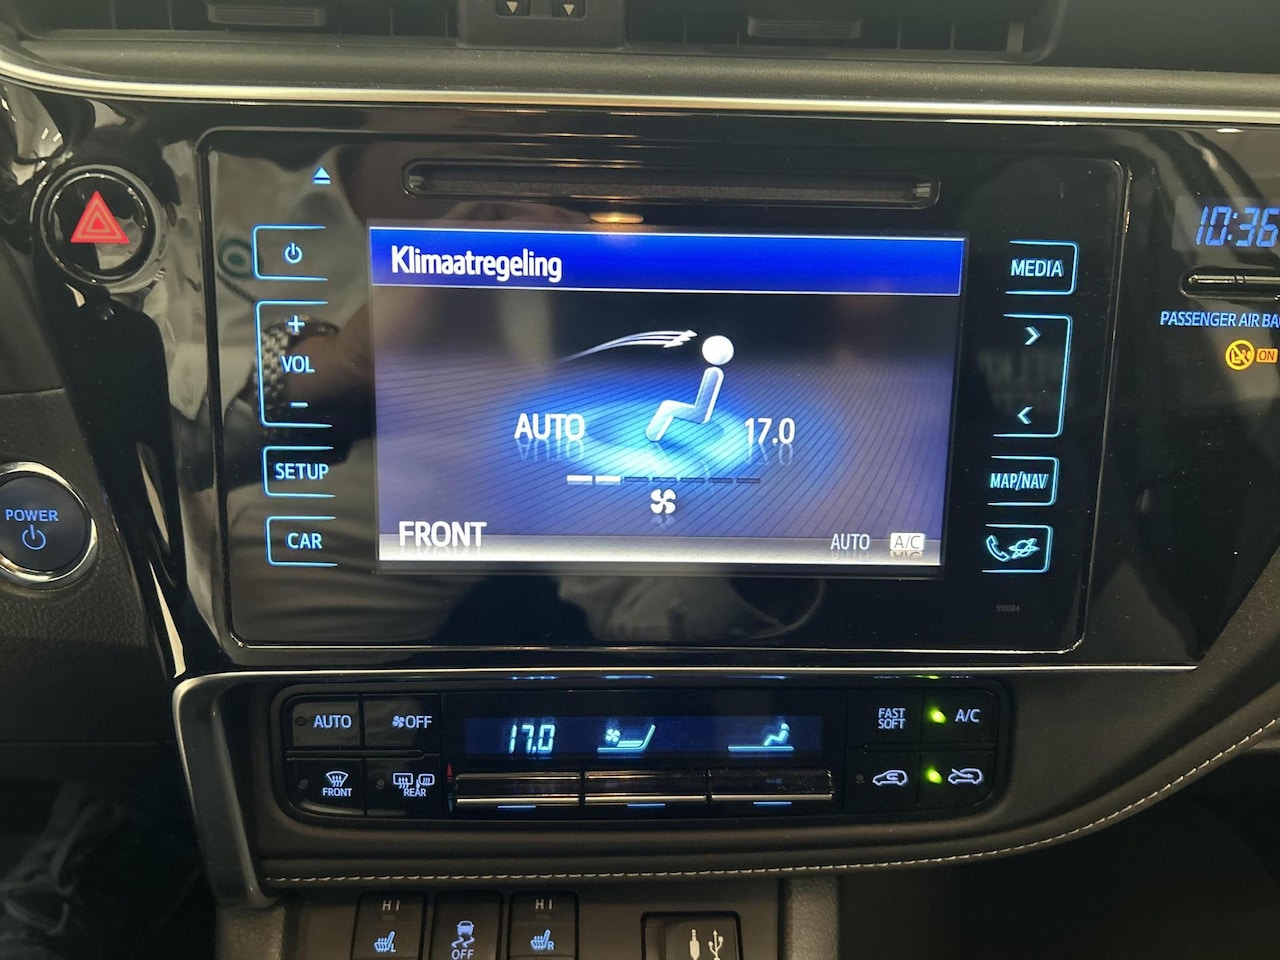 10:36
Klimaatregeling
MEDIA
PASSENGER AIR BA
ON
+
VOL
-
AUTO
17.0
SETUP
MAP/NAV
POWER
CAR
FRONT
AUTO A/C
510084
AUTO
OFF
17.0
FAST
SOFT
A/C
FRONT
REAR
HI
L
OFF
HI
R